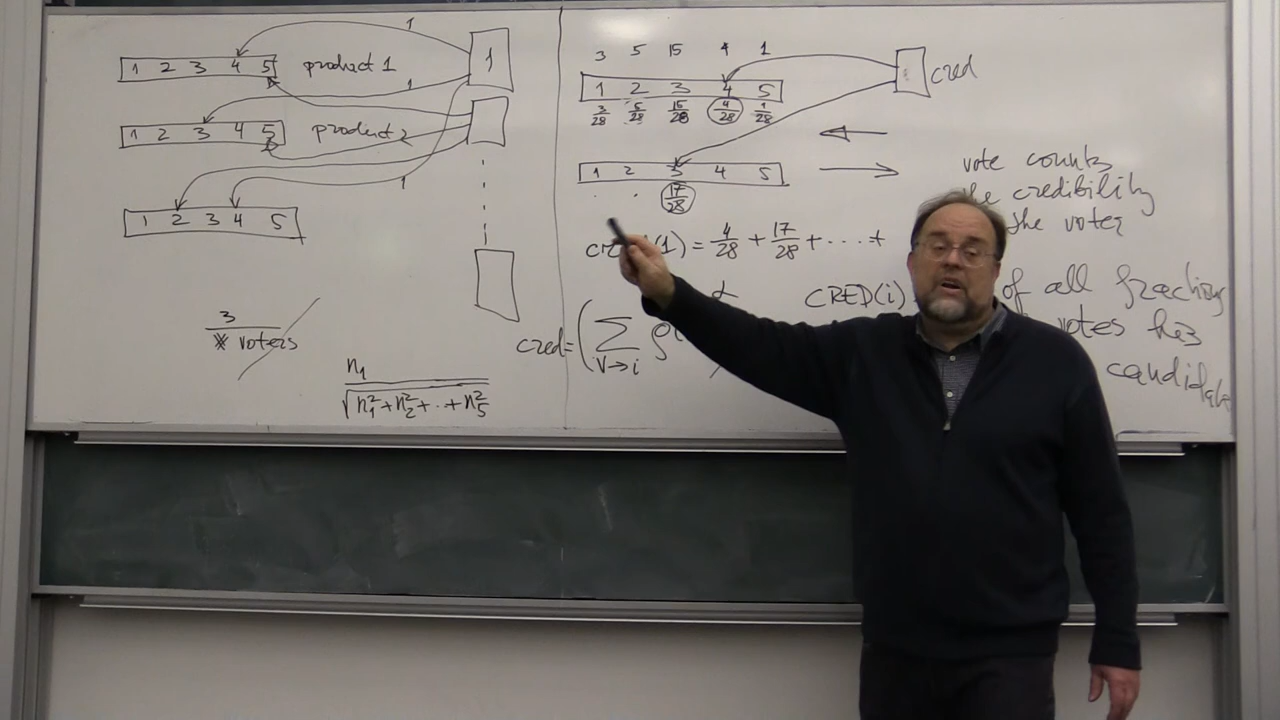 1
1 2 3 4 5 product 1
1
1
1 2 3 4 5 product 2
1
1 2 3 4 5
3
# voters
n₁
√n₁²+n₂²+..+n₅²
3 5 15 4 1
1 2 3 4 5
3/28 5/28 15/28 4/28 1/28
cred
1 2 3 4 5
17/28
vote counts
the credibility
the voter
(1) = 4/28 + 17/28 + .... +
cred = ( Σ V→i ρ
α
CRED(i)
of all fractions
votes has
candidate